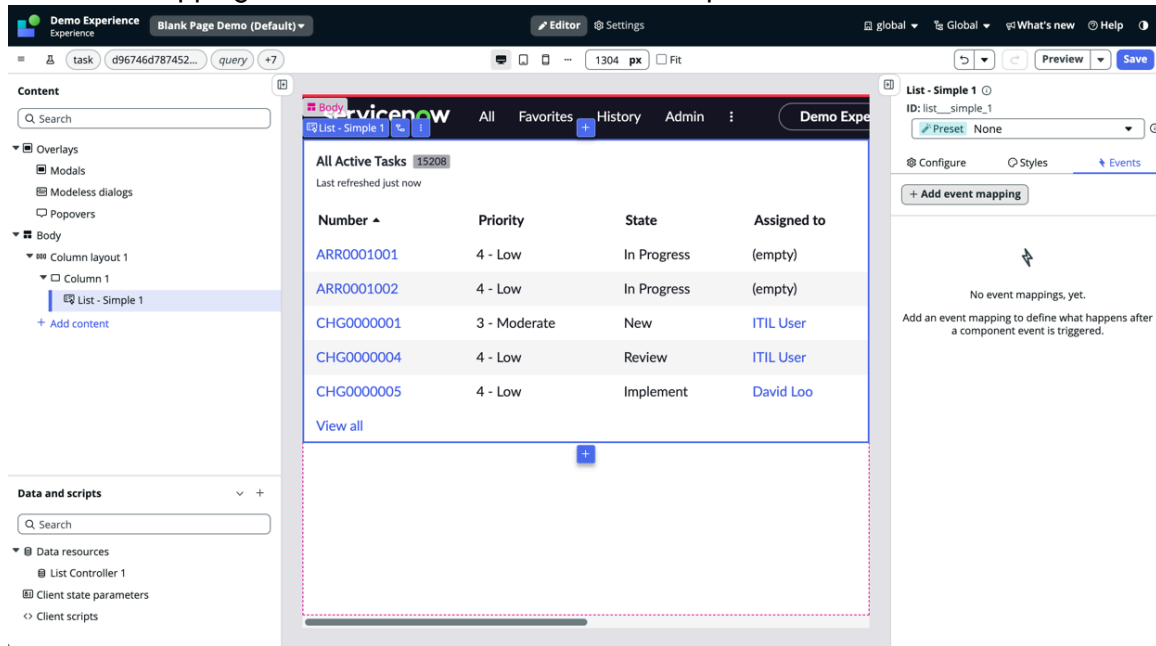 Demo Experience
Experience
Blank Page Demo (Default)
Editor
Settings
global
Global
What's new
Help
task
d96746d787452...
query
+7
1304 px
Fit
Preview
Save
Content
Search
Overlays
Modals
Modeless dialogs
Popovers
Body
Column layout 1
Column 1
List - Simple 1
+ Add content
Data and scripts
Search
Data resources
List Controller 1
Client state parameters
Client scripts
Body
servicenow
All
Favorites
History
Admin
Demo Expe
List - Simple 1
All Active Tasks 15208
Last refreshed just now
Number Priority State Assigned to
ARR0001001 4 - Low In Progress (empty)
ARR0001002 4 - Low In Progress (empty)
CHG0000001 3 - Moderate New ITIL User
CHG0000004 4 - Low Review ITIL User
CHG0000005 4 - Low Implement David Loo
View all
List - Simple 1
ID: list__simple_1
Preset None
Configure
Styles
Events
+ Add event mapping
No event mappings, yet.
Add an event mapping to define what happens after
a component event is triggered.